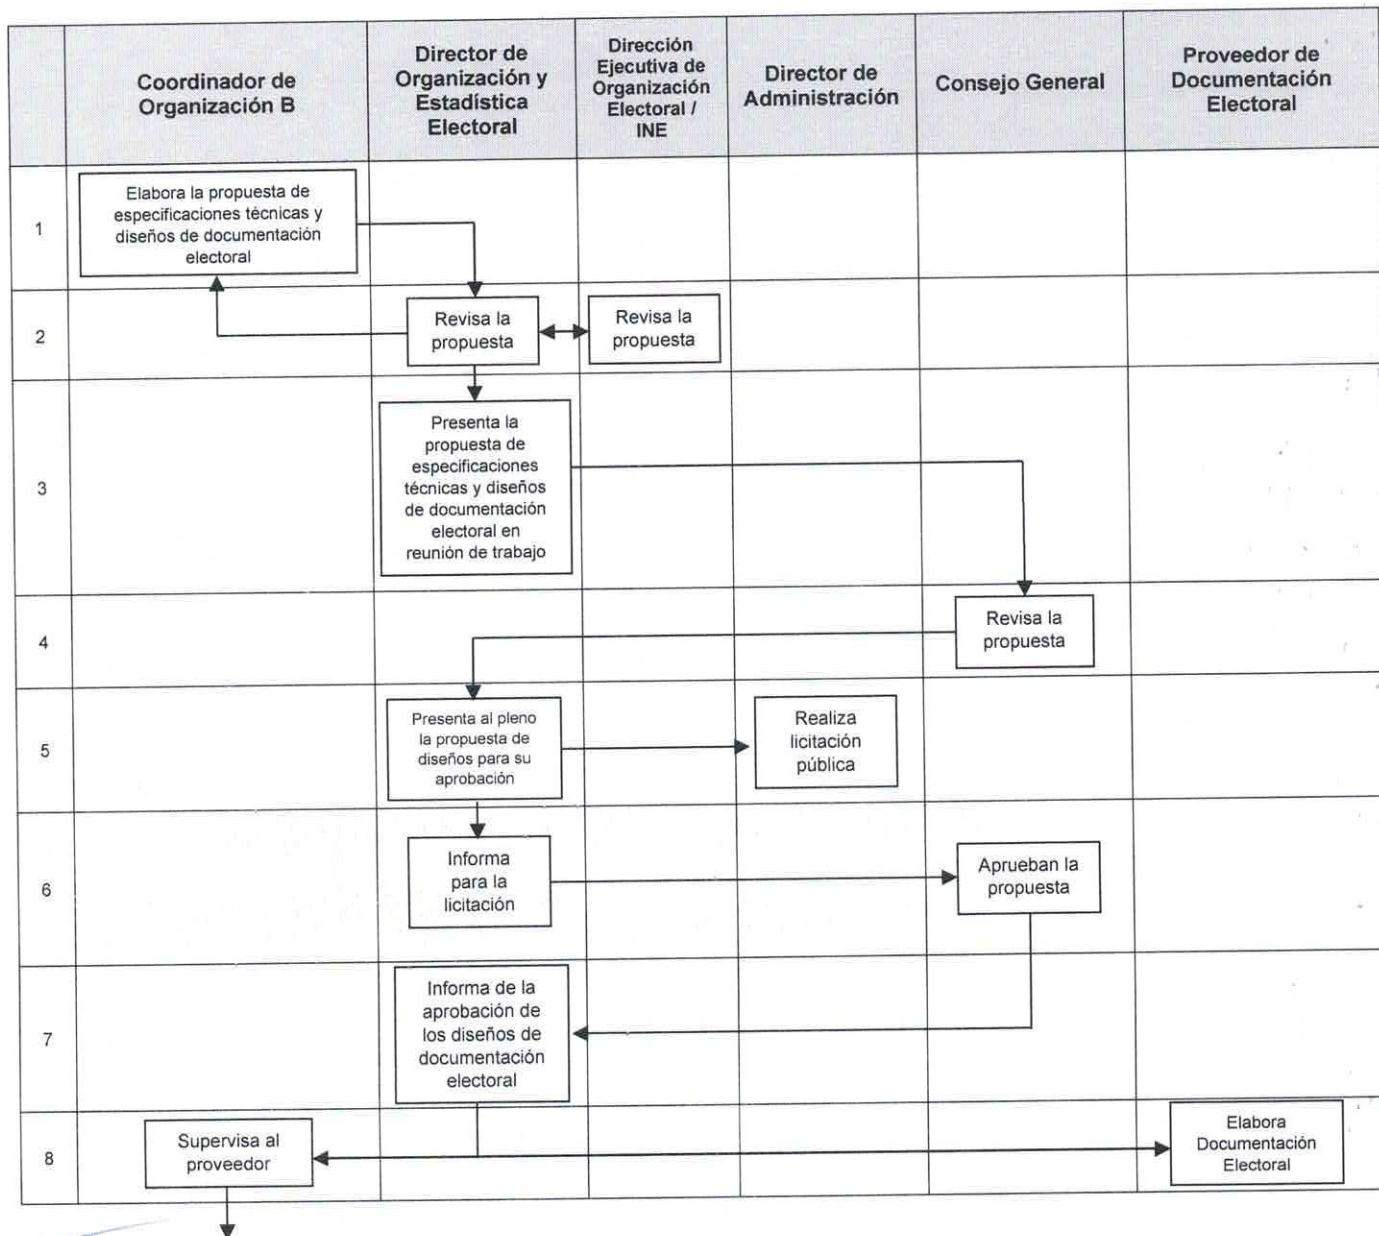 Coordinador de
Organización B
Director de
Organización y
Estadística
Electoral
Dirección
Ejecutiva de
Organización
Electoral /
INE
Director de
Administración
Consejo General
Proveedor de
Documentación
Electoral
1
Elabora la propuesta de
especificaciones técnicas y
diseños de documentación
electoral
2
Revisa la
propuesta
Revisa la
propuesta
3
Presenta la
propuesta de
especificaciones
técnicas y diseños
de documentación
electoral en
reunión de trabajo
4
Revisa la
propuesta
5
Presenta al pleno
la propuesta de
diseños para su
aprobación
Realiza
licitación
pública
6
Informa
para la
licitación
Aprueban la
propuesta
7
Informa de la
aprobación de
los diseños de
documentación
electoral
8
Supervisa al
proveedor
Elabora
Documentación
Electoral